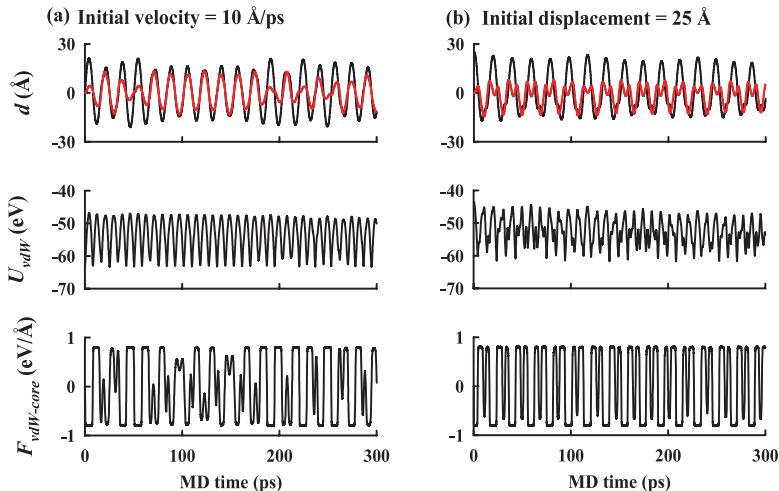 (a) Initial velocity = 10 Å/ps
(b) Initial displacement = 25 Å
d (Å)
30
0
-30
30
0
-30
U_vdW (eV)
-40
-50
-60
-70
-40
-50
-60
-70
F_vdW-core (eV/Å)
1
0
-1
1
0
-1
0 100 200 300
0 100 200 300
MD time (ps)
MD time (ps)